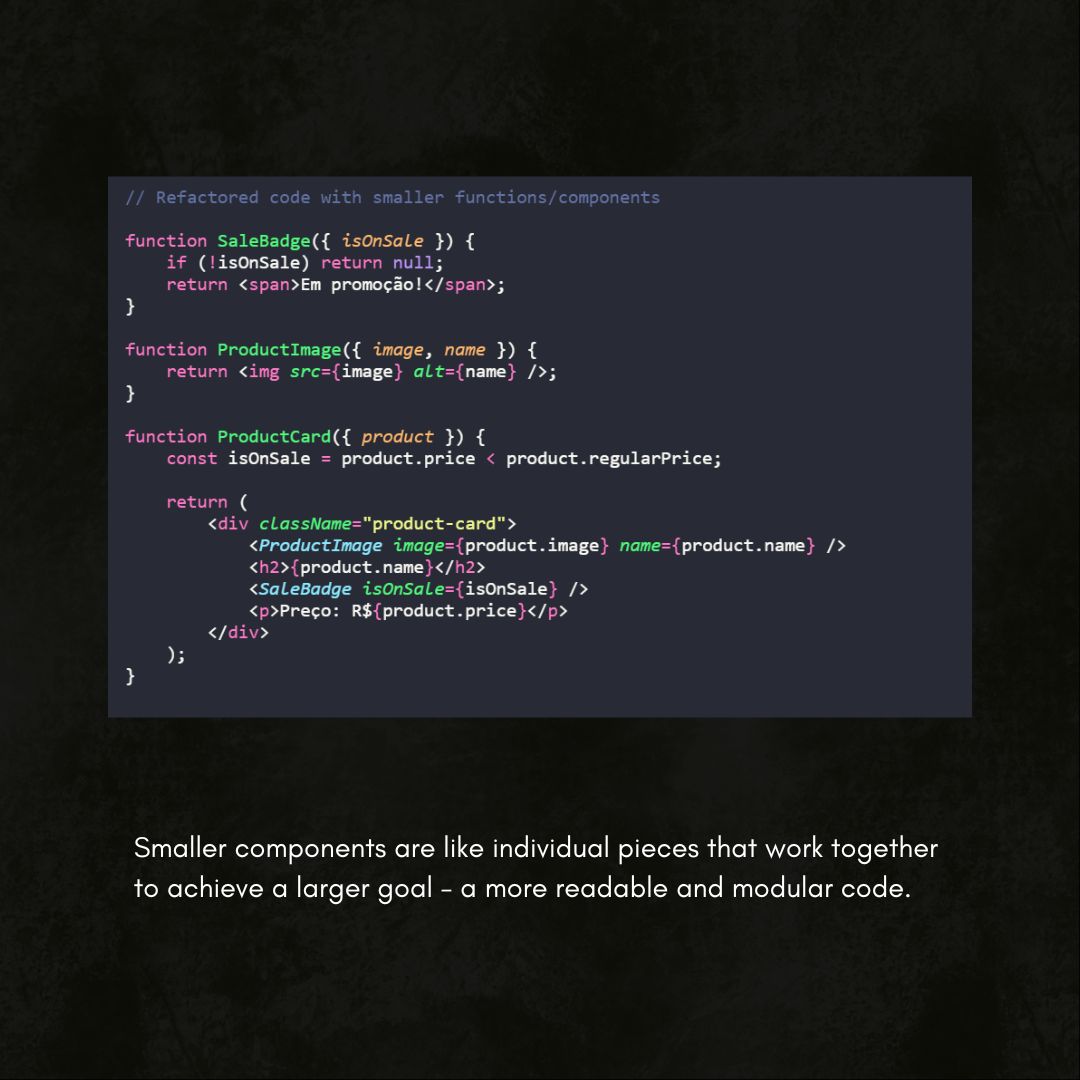 // Refactored code with smaller functions/components
function SaleBadge({ isOnSale }) {
if (!isOnSale) return null;
return <span>Em promoção!</span>;
}
function ProductImage({ image, name }) {
return <img src={image} alt={name} />;
}
function ProductCard({ product }) {
const isOnSale = product.price < product.regularPrice;
return (
<div className="product-card">
<ProductImage image={product.image} name={product.name} />
<h2>{product.name}</h2>
<SaleBadge isOnSale={isOnSale} />
<p>Preço: R${product.price}</p>
</div>
);
}
Smaller components are like individual pieces that work together
to achieve a larger goal – a more readable and modular code.